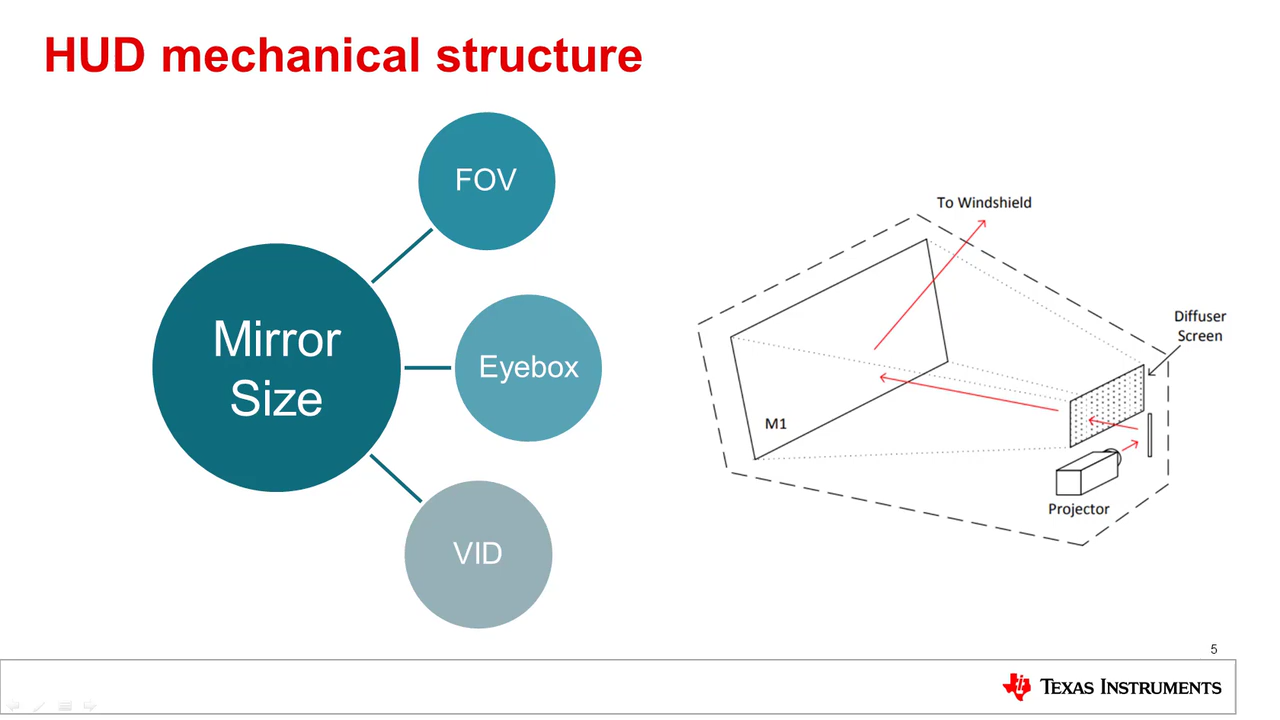 HUD mechanical structure
FOV
Mirror
Size
Eyebox
VID
To Windshield
Diffuser
Screen
M1
Projector
5
TEXAS INSTRUMENTS